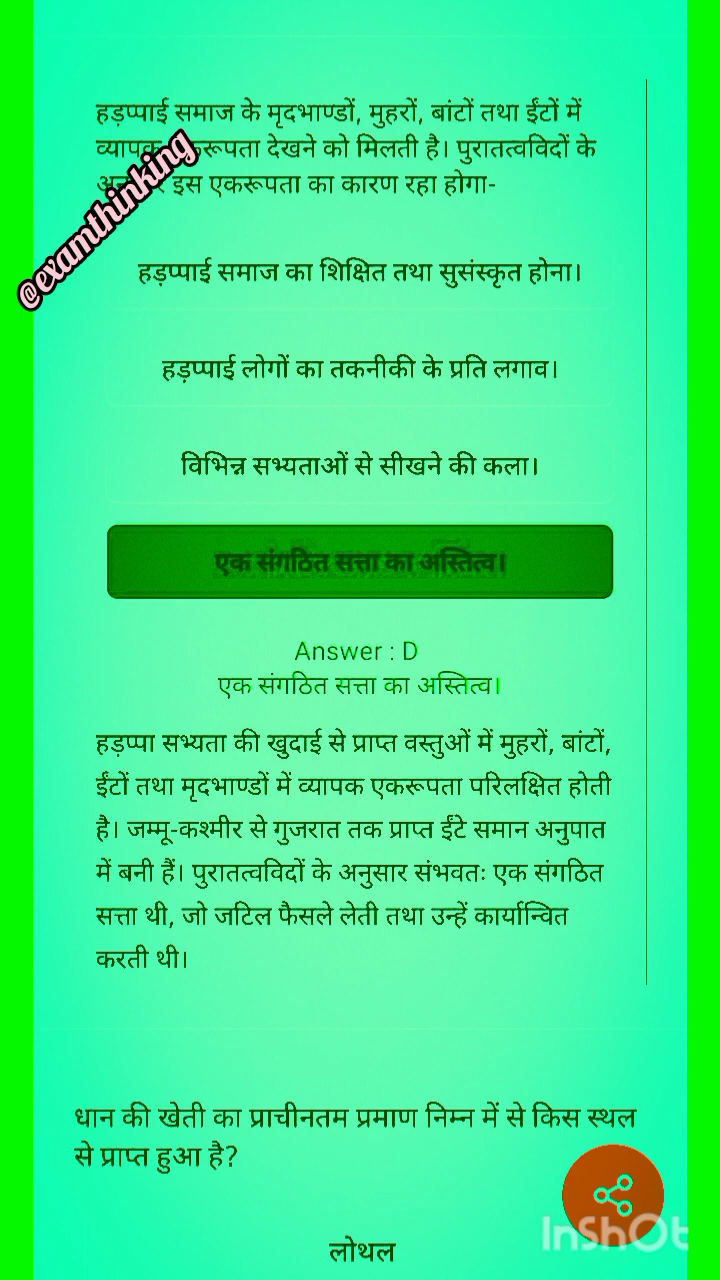 हड़प्पाई समाज के मृदभाण्डों, मुहरों, बांटों तथा ईंटों में
व्यापक रूपता देखने को मिलती है। पुरातत्वविदों के
इस एकरूपता का कारण रहा होगा-
@examthinking
हड़प्पाई समाज का शिक्षित तथा सुसंस्कृत होना।
हड़प्पाई लोगों का तकनीकी के प्रति लगाव।
विभिन्न सभ्यताओं से सीखने की कला।
एक संगठित सत्ता का अस्तित्व।
Answer : D
एक संगठित सत्ता का अस्तित्व।
हड़प्पा सभ्यता की खुदाई से प्राप्त वस्तुओं में मुहरों, बांटों,
ईंटों तथा मृदभाण्डों में व्यापक एकरूपता परिलक्षित होती
है। जम्मू-कश्मीर से गुजरात तक प्राप्त ईंटे समान अनुपात
में बनी हैं। पुरातत्वविदों के अनुसार संभवतः एक संगठित
सत्ता थी, जो जटिल फैसले लेती तथा उन्हें कार्यान्वित
करती थी।
धान की खेती का प्राचीनतम प्रमाण निम्न में से किस स्थल
से प्राप्त हुआ है?
InShOt
लोथल